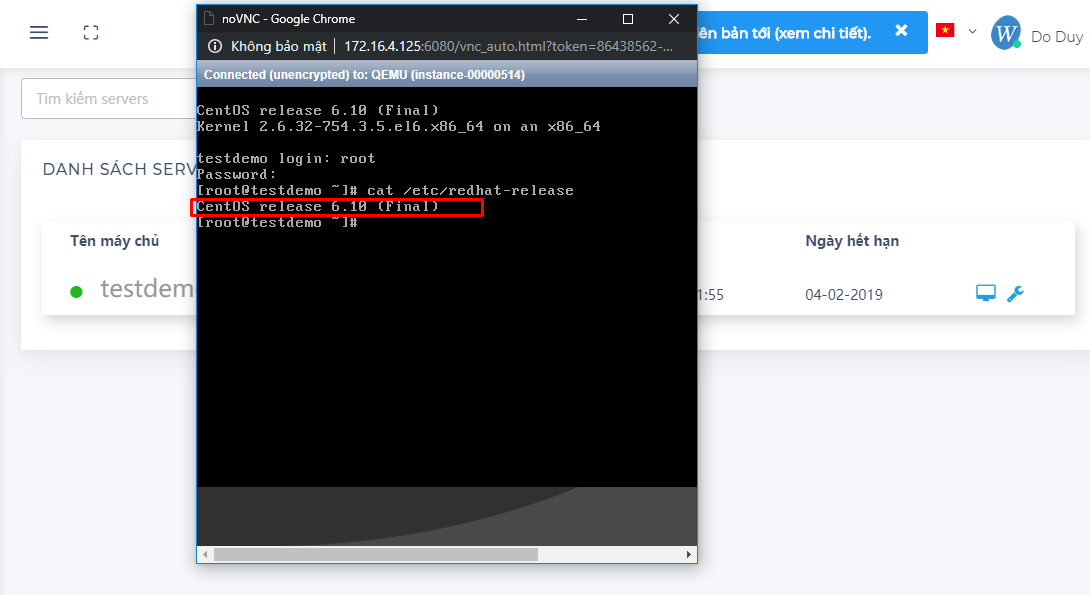 noVNC - Google Chrome
Không bảo mật | 172.16.4.125:6080/vnc_auto.html?token=86438562-...
bản tới (xem chi tiết).
Do Duy
Connected (unencrypted) to: QEMU (instance-00000514)
Tìm kiếm servers
CentOS release 6.10 (Final)
Kernel 2.6.32-754.3.5.el6.x86_64 on an x86_64
testdemo login: root
Password:
[root@testdemo ~]# cat /etc/redhat-release
CentOS release 6.10 (Final)
[root@testdemo ~]#
DANH SÁCH SERV
Tên máy chủ
Ngày hết hạn
testdem
1:55
04-02-2019